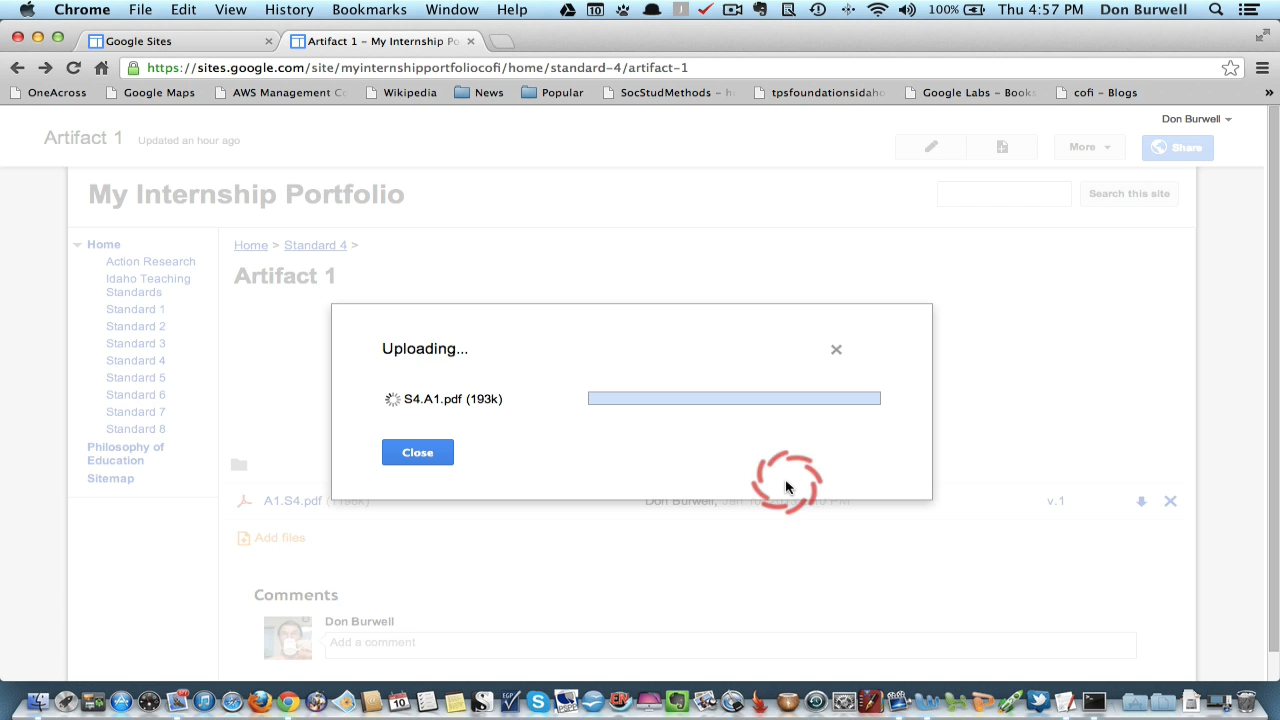 Chrome File Edit View History Bookmarks Window Help 100% Thu 4:57 PM Don Burwell
Google Sites
Artifact 1 – My Internship Po
https://sites.google.com/site/myinternshipportfoliocofi/home/standard-4/artifact-1
OneAcross Google Maps AWS Management Co Wikipedia News Popular SocStudMethods – h tpsfoundationsidaho Google Labs – Books cofi – Blogs »
Don Burwell
Artifact 1 Updated an hour ago More Share
My Internship Portfolio Search this site
Home
Action Research
Idaho Teaching
Standards
Standard 1
Standard 2
Standard 3
Standard 4
Standard 5
Standard 6
Standard 7
Standard 8
Philosophy of
Education
Sitemap
Home > Standard 4 >
Artifact 1
Uploading...
S4.A1.pdf (193k)
Close
A1.S4.pdf Don Burwell, v.1
Add files
Comments
Don Burwell
Add a comment